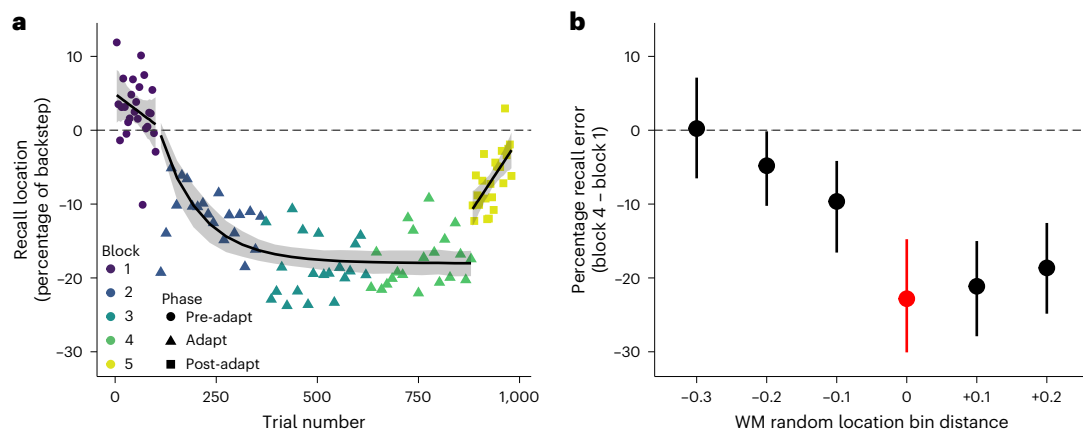 a
10
0
−10
−20
−30
Recall location
(percentage of backstep)
Block
1
2
3
4
5
Phase
Pre-adapt
Adapt
Post-adapt
0
250
500
750
1,000
Trial number
b
10
0
−10
−20
−30
Percentage recall error
(block 4 – block 1)
−0.3
−0.2
−0.1
0
+0.1
+0.2
WM random location bin distance